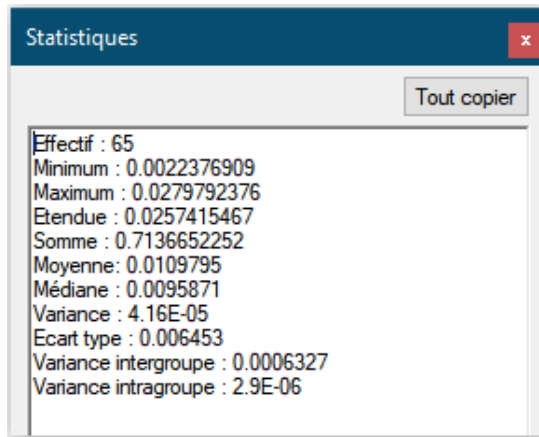 Statistiques
x
Tout copier
Effectif : 65
Minimum : 0.0022376909
Maximum : 0.0279792376
Etendue : 0.0257415467
Somme : 0.7136652252
Moyenne: 0.0109795
Médiane : 0.0095871
Variance : 4.16E-05
Ecart type : 0.006453
Variance intergroupe : 0.0006327
Variance intragroupe : 2.9E-06